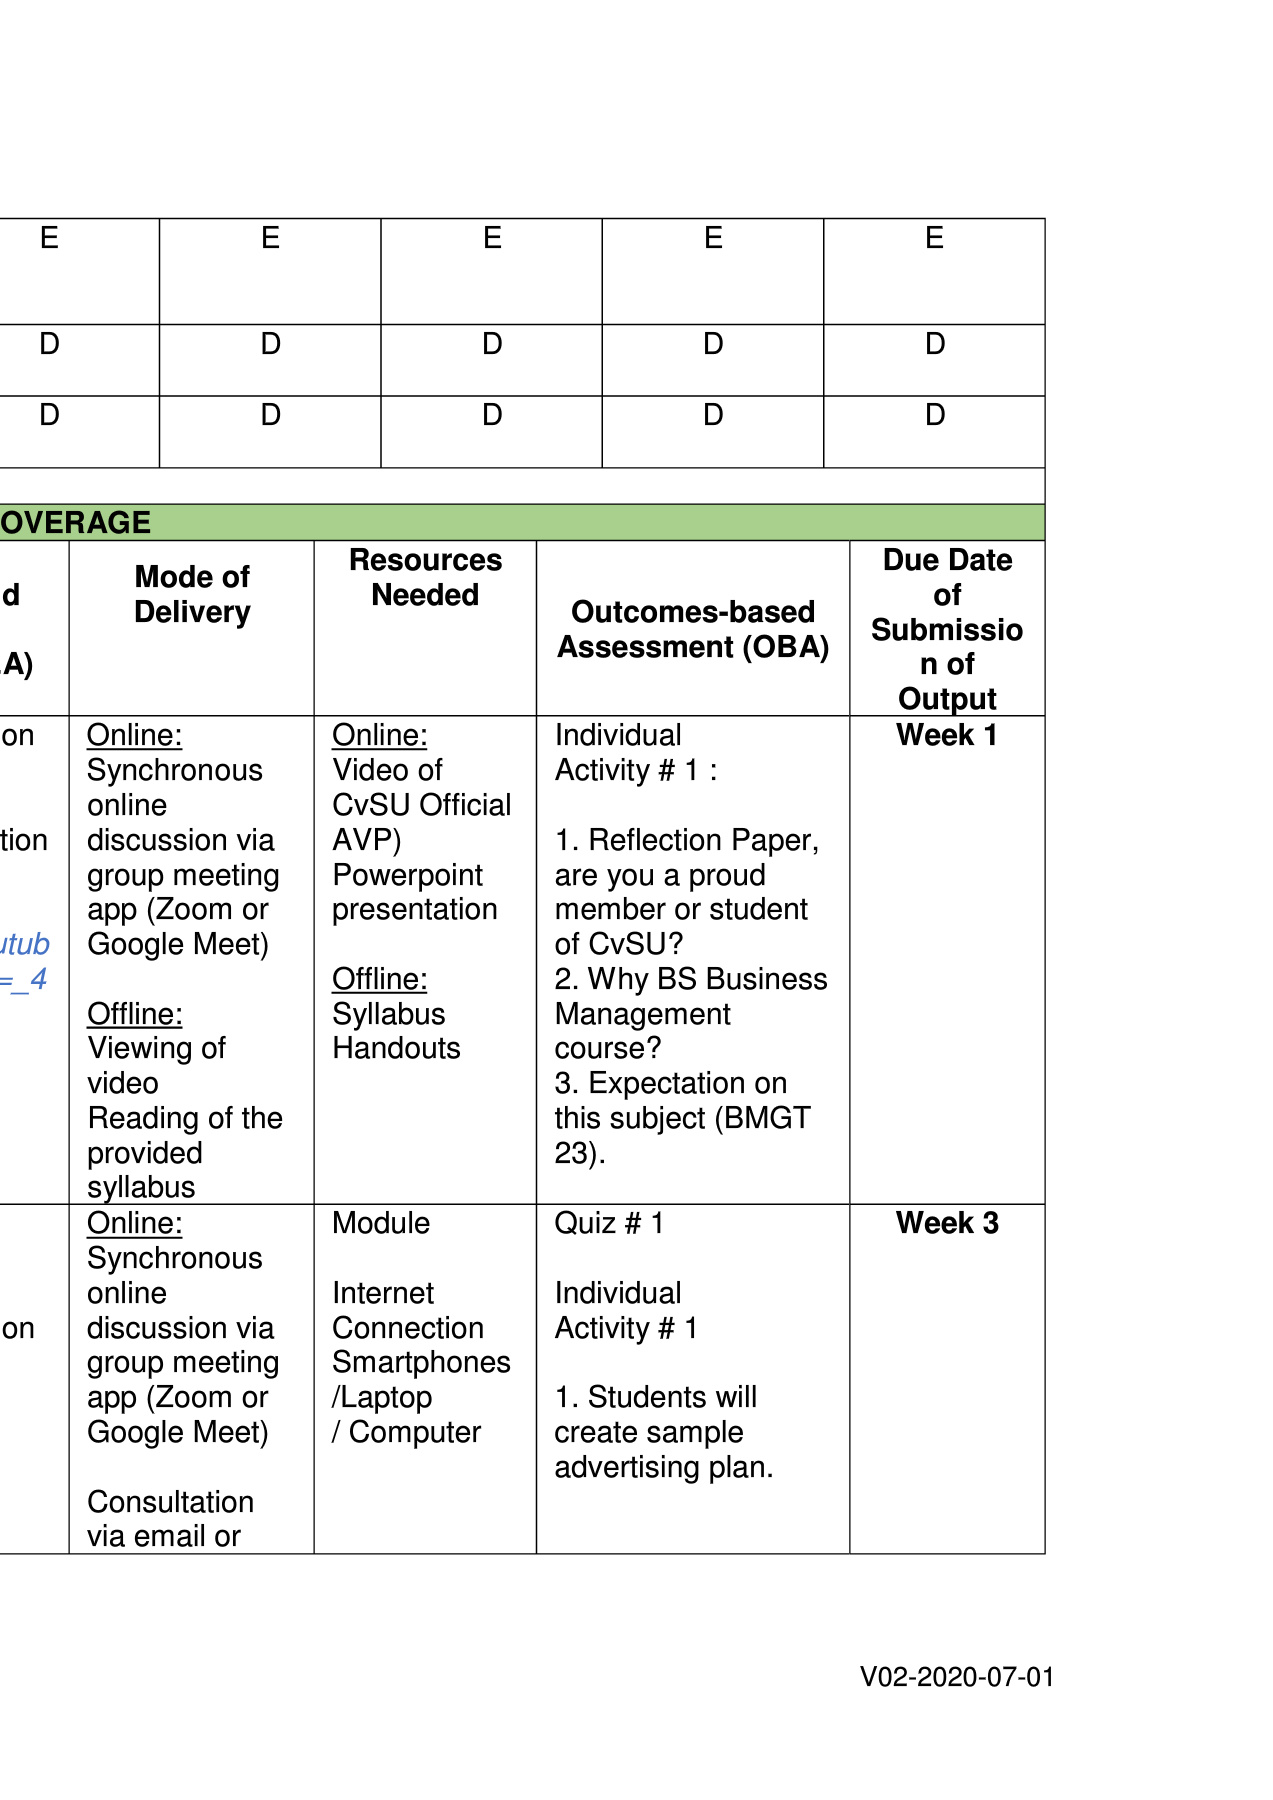 E E E E E
D D D D D
D D D D D
OVERAGE
d
.A)
Mode of
Delivery
Resources
Needed
Outcomes-based
Assessment (OBA)
Due Date
of
Submissio
n of
Output
on
tion
utub
=_4
Online:
Synchronous
online
discussion via
group meeting
app (Zoom or
Google Meet)
Offline:
Viewing of
video
Reading of the
provided
syllabus
Online:
Video of
CvSU Official
AVP)
Powerpoint
presentation
Offline:
Syllabus
Handouts
Individual
Activity # 1 :
1. Reflection Paper,
are you a proud
member or student
of CvSU?
2. Why BS Business
Management
course?
3. Expectation on
this subject (BMGT
23).
Week 1
on
Online:
Synchronous
online
discussion via
group meeting
app (Zoom or
Google Meet)
Consultation
via email or
Module
Internet
Connection
Smartphones
/Laptop
/ Computer
Quiz # 1
Individual
Activity # 1
1. Students will
create sample
advertising plan.
Week 3
V02-2020-07-01